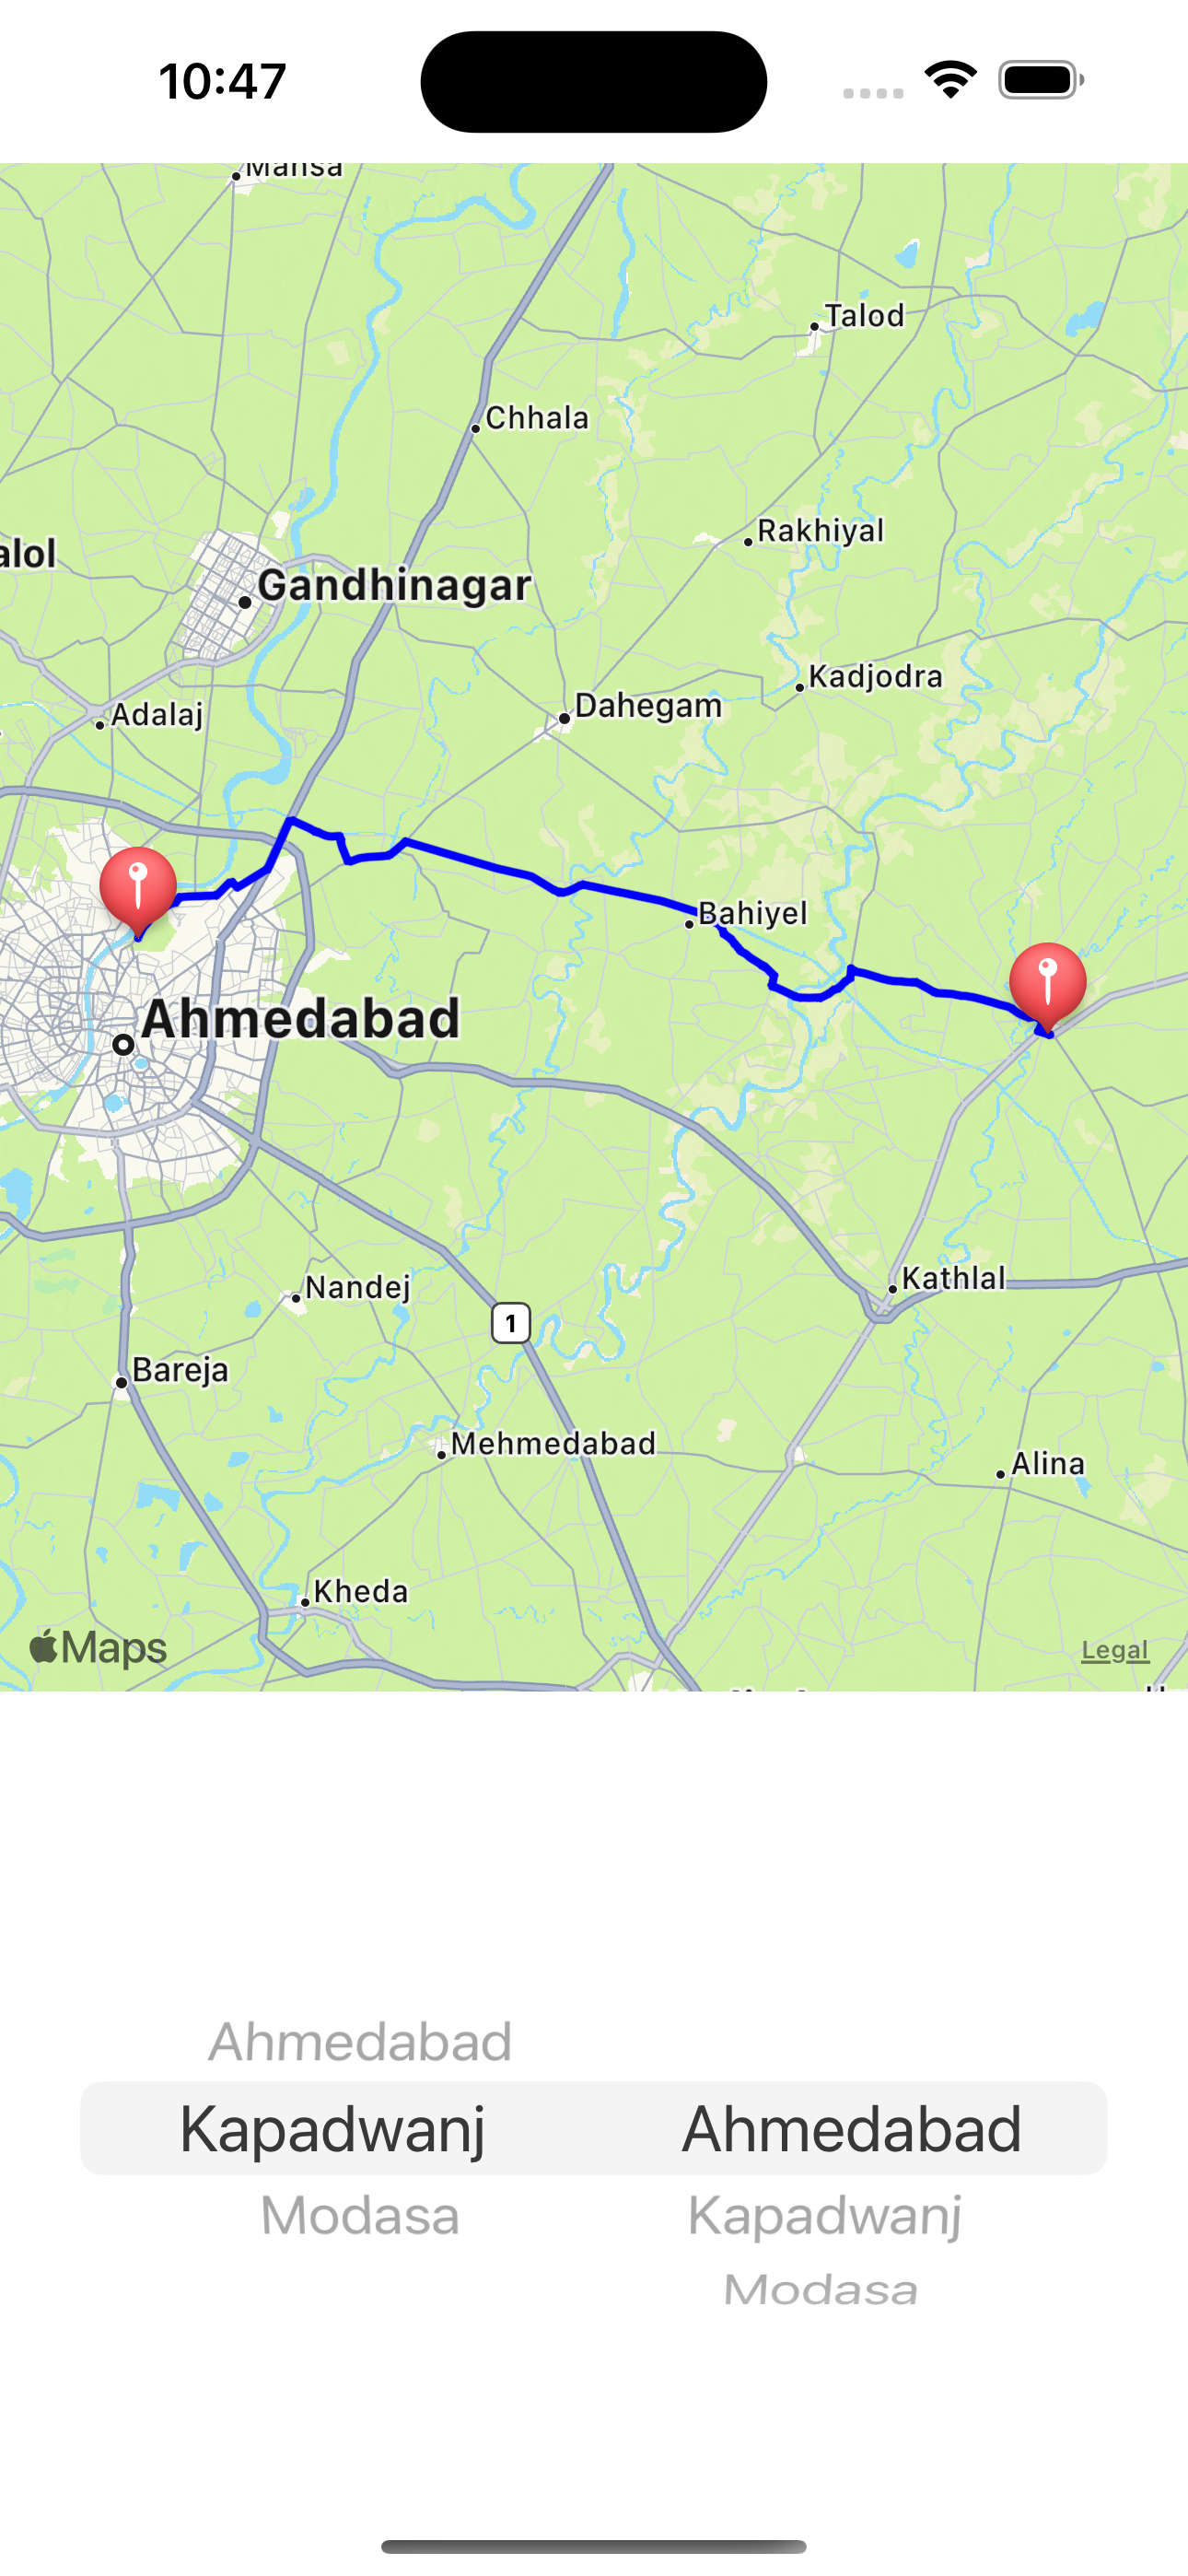 10:47
Mansa
Talod
Chhala
Rakhiyal
alol
Gandhinagar
Kadjodra
Dahegam
Adalaj
Bahiyel
Ahmedabad
Kathlal
Nandej
1
Bareja
Mehmedabad
Alina
Kheda
Maps
Legal
Ahmedabad
Kapadwanj Ahmedabad
Modasa Kapadwanj
Modasa